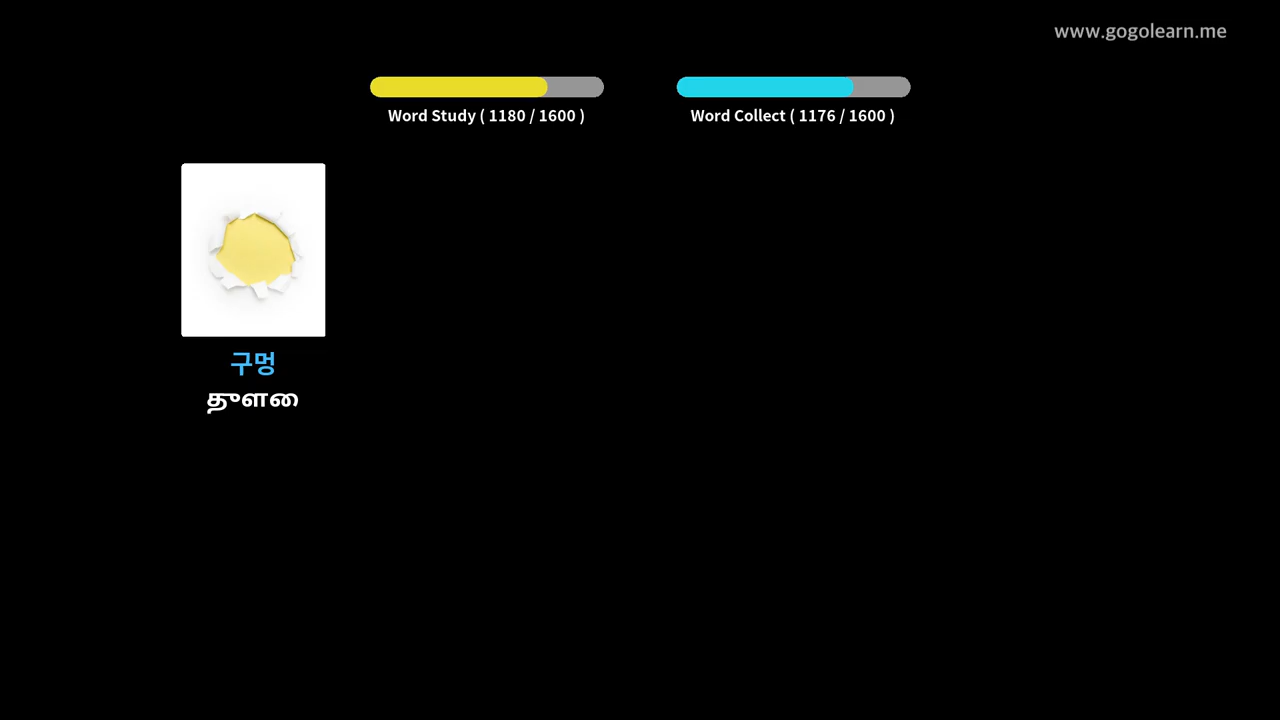 www.gogolearn.me
Word Study ( 1180 / 1600 )
Word Collect ( 1176 / 1600 )
구멍
துளை